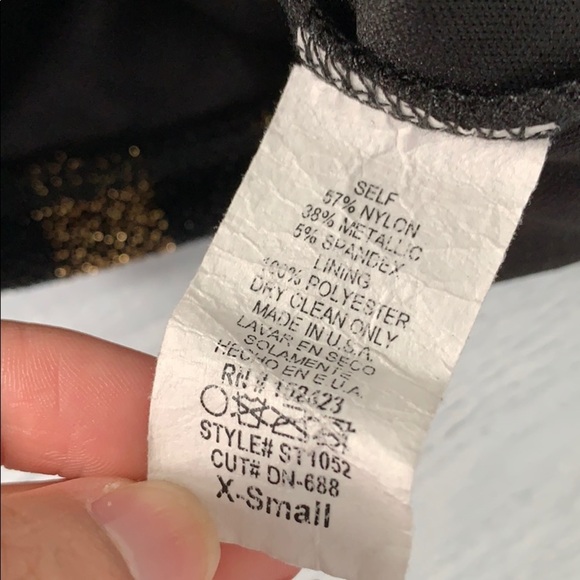 SELF
57% NYLON
38% METALLIC
5% SPANDEX
LINING
100% POLYESTER
DRY CLEAN ONLY
MADE IN U.S.A.
LAVAR EN SECO
SOLAMENTE
HECHO EN E.U.A.
RN#
STYLE# ST1052
CUT# DN-688
X-Small